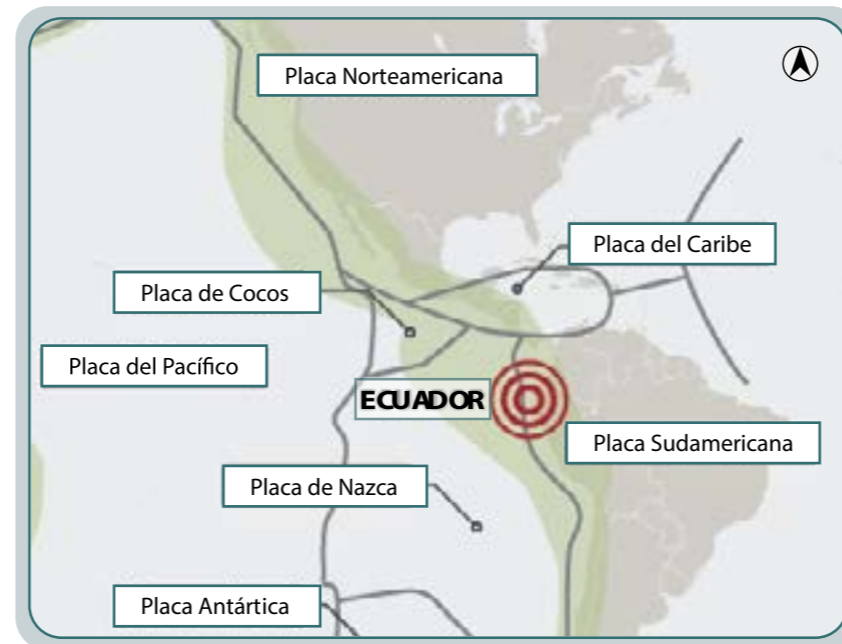 Placa Norteamericana
Placa del Caribe
Placa de Cocos
Placa del Pacífico
ECUADOR
Placa Sudamericana
Placa de Nazca
Placa Antártica